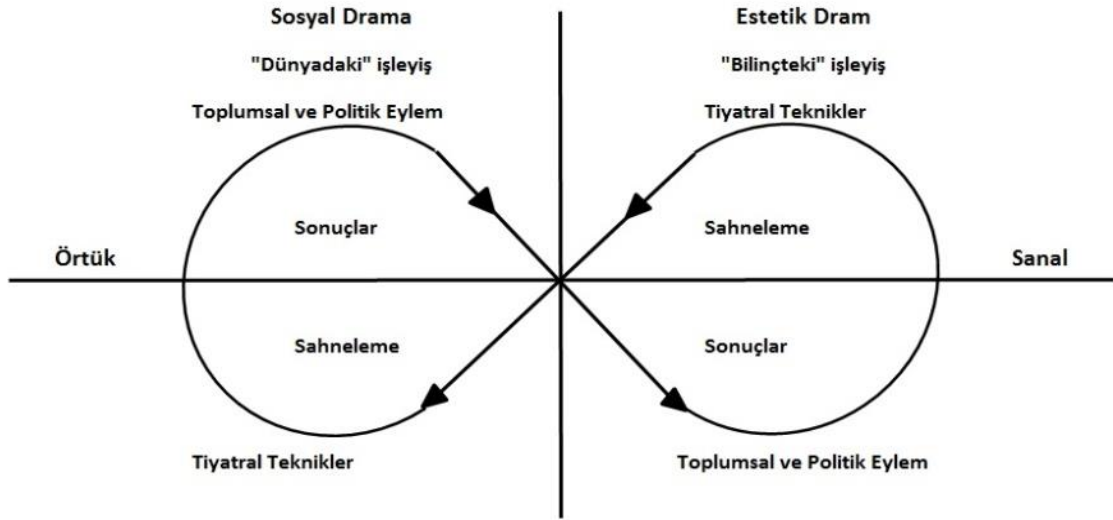 Sosyal Drama
Estetik Dram
"Dünyadaki" işleyiş
"Bilinçteki" işleyiş
Toplumsal ve Politik Eylem
Tiyatral Teknikler
Sonuçlar
Sahneleme
Örtük
Sanal
Sahneleme
Sonuçlar
Tiyatral Teknikler
Toplumsal ve Politik Eylem